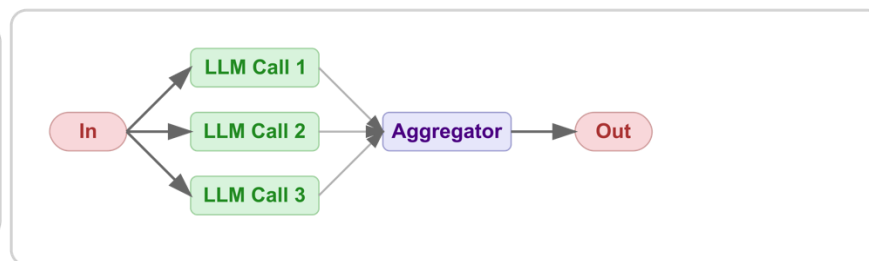 LLM Call 1
In
LLM Call 2
Aggregator
Out
LLM Call 3